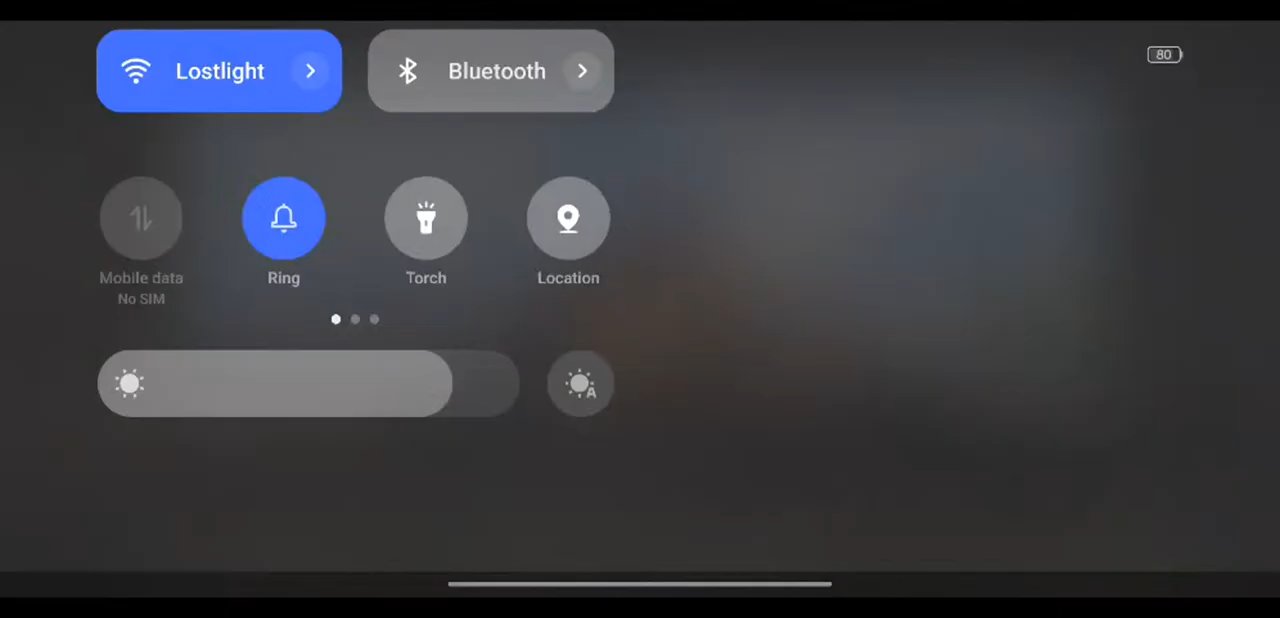 Lostlight
Bluetooth
80
Mobile data
No SIM
Ring
Torch
Location
A